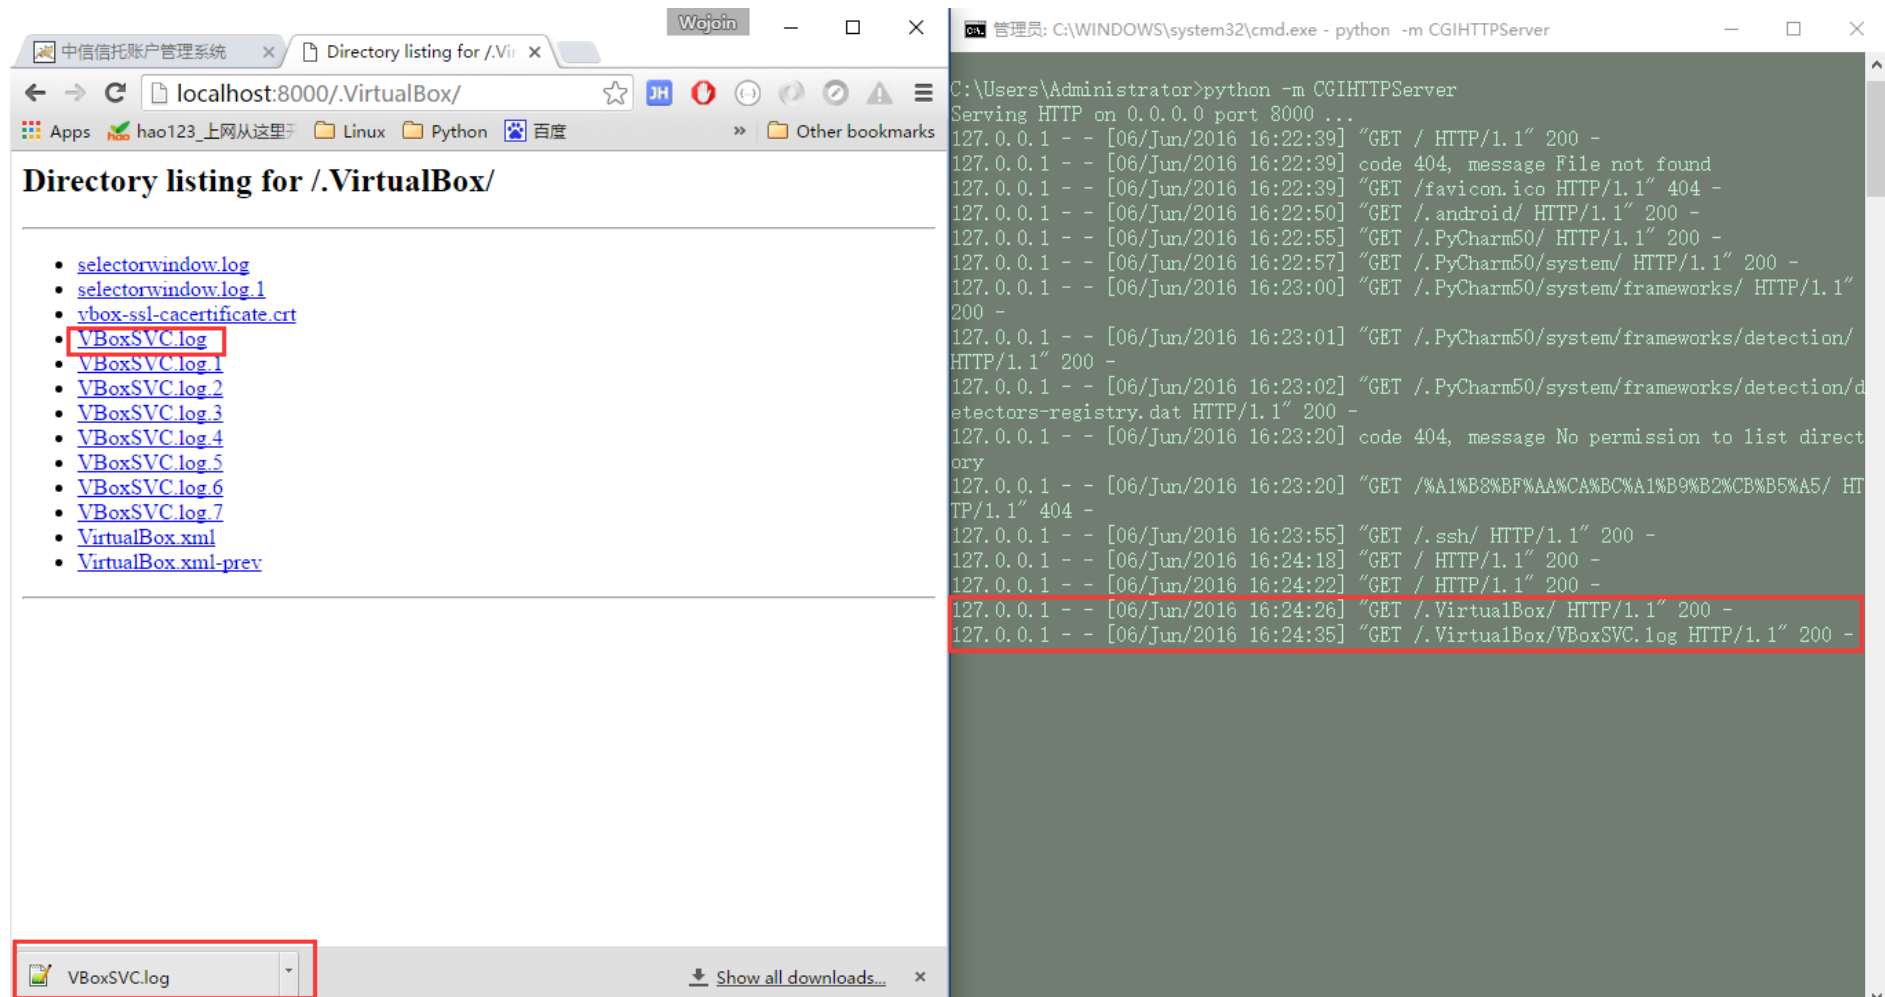 Wojoin
中信信托账户管理系统
Directory listing for /.Vir
localhost:8000/.VirtualBox/
JH
Apps
hao123_上网从这里开
Linux
Python
百度
»
Other bookmarks
Directory listing for /.VirtualBox/
selectorwindow.log
selectorwindow.log.1
vbox-ssl-cacertificate.crt
VBoxSVC.log
VBoxSVC.log.1
VBoxSVC.log.2
VBoxSVC.log.3
VBoxSVC.log.4
VBoxSVC.log.5
VBoxSVC.log.6
VBoxSVC.log.7
VirtualBox.xml
VirtualBox.xml-prev
VBoxSVC.log
Show all downloads...
管理员: C:\WINDOWS\system32\cmd.exe - python  -m CGIHTTPServer
C:\Users\Administrator>python -m CGIHTTPServer
Serving HTTP on 0.0.0.0 port 8000 ...
127.0.0.1 - - [06/Jun/2016 16:22:39] "GET / HTTP/1.1" 200 -
127.0.0.1 - - [06/Jun/2016 16:22:39] code 404, message File not found
127.0.0.1 - - [06/Jun/2016 16:22:39] "GET /favicon.ico HTTP/1.1" 404 -
127.0.0.1 - - [06/Jun/2016 16:22:50] "GET /.android/ HTTP/1.1" 200 -
127.0.0.1 - - [06/Jun/2016 16:22:55] "GET /.PyCharm50/ HTTP/1.1" 200 -
127.0.0.1 - - [06/Jun/2016 16:22:57] "GET /.PyCharm50/system/ HTTP/1.1" 200 -
127.0.0.1 - - [06/Jun/2016 16:23:00] "GET /.PyCharm50/system/frameworks/ HTTP/1.1"
200 -
127.0.0.1 - - [06/Jun/2016 16:23:01] "GET /.PyCharm50/system/frameworks/detection/
HTTP/1.1" 200 -
127.0.0.1 - - [06/Jun/2016 16:23:02] "GET /.PyCharm50/system/frameworks/detection/d
etectors-registry.dat HTTP/1.1" 200 -
127.0.0.1 - - [06/Jun/2016 16:23:20] code 404, message No permission to list direct
ory
127.0.0.1 - - [06/Jun/2016 16:23:20] "GET /%A1%B8%BF%AA%CA%BC%A1%B9%B2%CB%B5%A5/ HT
TP/1.1" 404 -
127.0.0.1 - - [06/Jun/2016 16:23:55] "GET /.ssh/ HTTP/1.1" 200 -
127.0.0.1 - - [06/Jun/2016 16:24:18] "GET / HTTP/1.1" 200 -
127.0.0.1 - - [06/Jun/2016 16:24:22] "GET / HTTP/1.1" 200 -
127.0.0.1 - - [06/Jun/2016 16:24:26] "GET /.VirtualBox/ HTTP/1.1" 200 -
127.0.0.1 - - [06/Jun/2016 16:24:35] "GET /.VirtualBox/VBoxSVC.log HTTP/1.1" 200 -